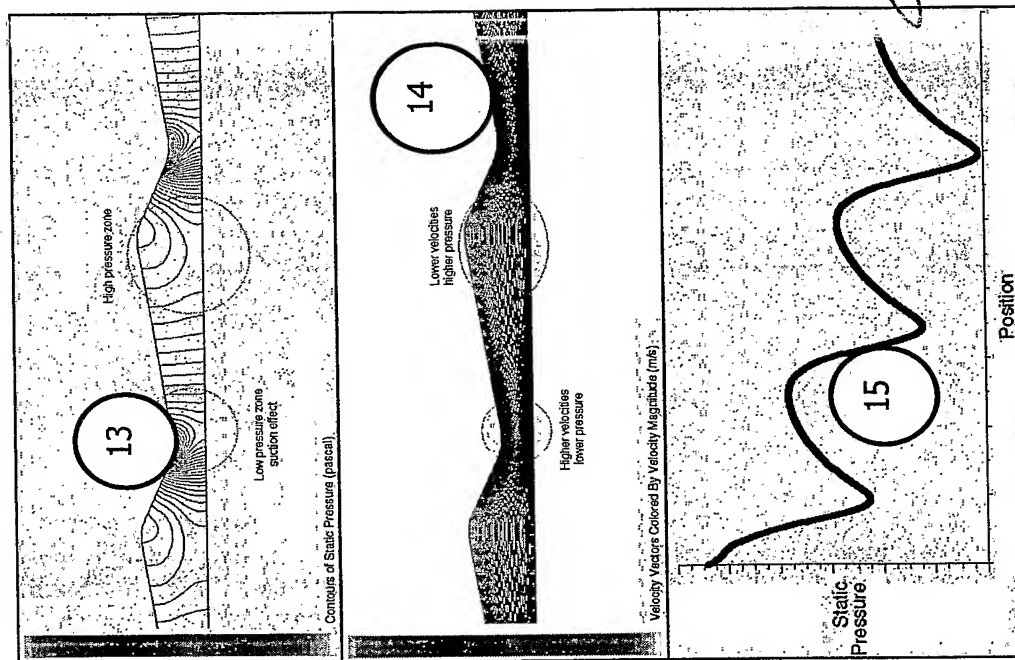 13
High pressure zone
Low pressure zone
suction effect
Contours of Static Pressure (pascal)
14
Lower velocities
higher pressure
Higher velocities
lower pressure
Velocity Vectors Colored By Velocity Magnitude (m/s)
15
Static
Pressure
Position